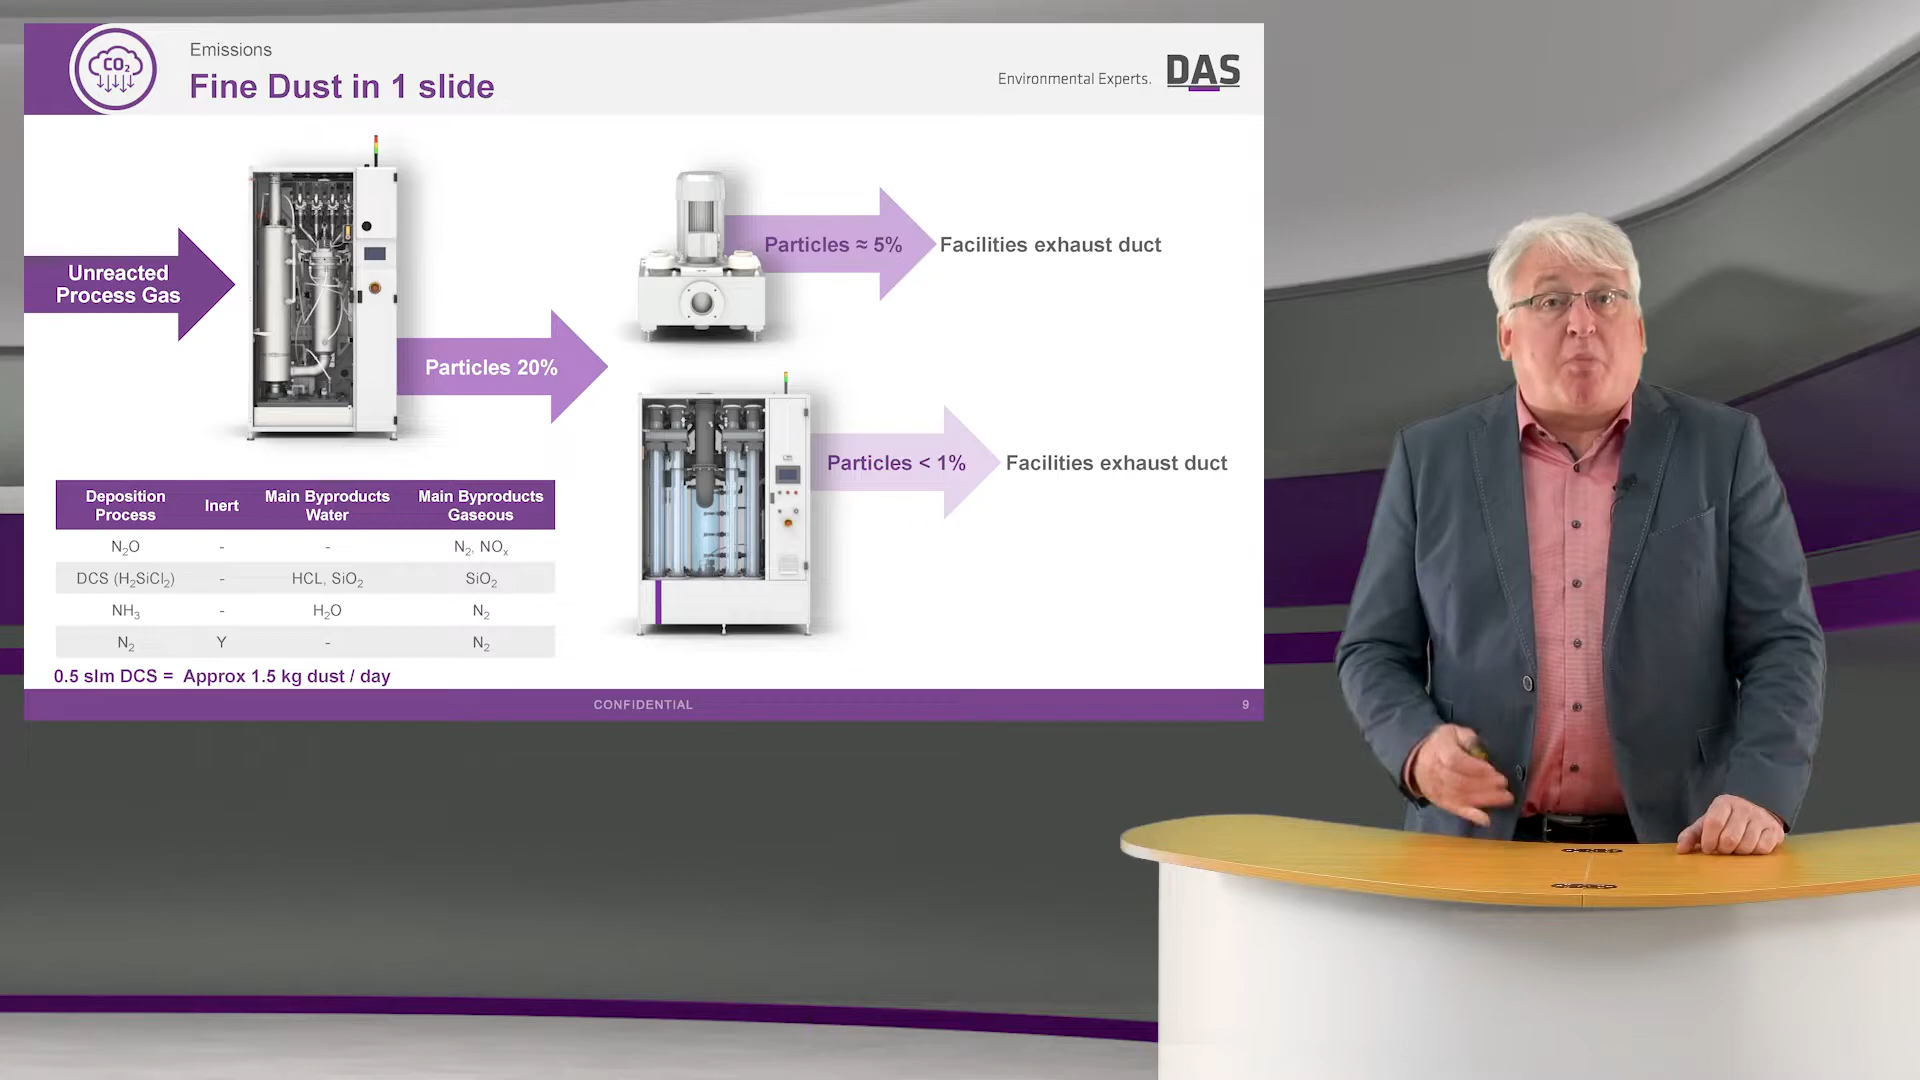 CO2
Emissions
Fine Dust in 1 slide
Environmental Experts.
DAS
Unreacted
Process Gas
Particles 20%
Particles ≈ 5%
Facilities exhaust duct
Particles < 1%
Facilities exhaust duct
Deposition Process Inert Main Byproducts Water Main Byproducts Gaseous
N₂O - - N₂, NOₓ
DCS (H₂SiCl₂) - HCL, SiO₂ SiO₂
NH₃ - H₂O N₂
N₂ Y - N₂
0.5 slm DCS = Approx 1.5 kg dust / day
CONFIDENTIAL
9